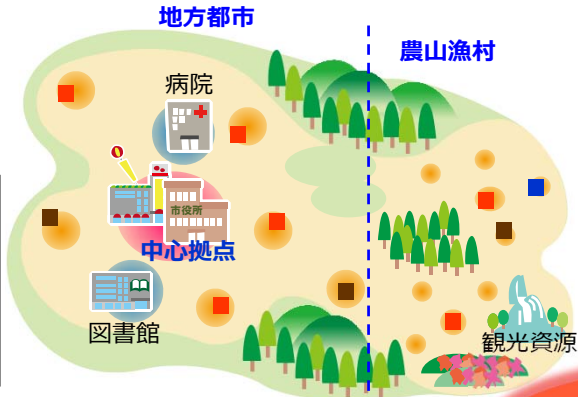 地方都市
農山漁村
病院
市役所
中心拠点
図書館
観光資源